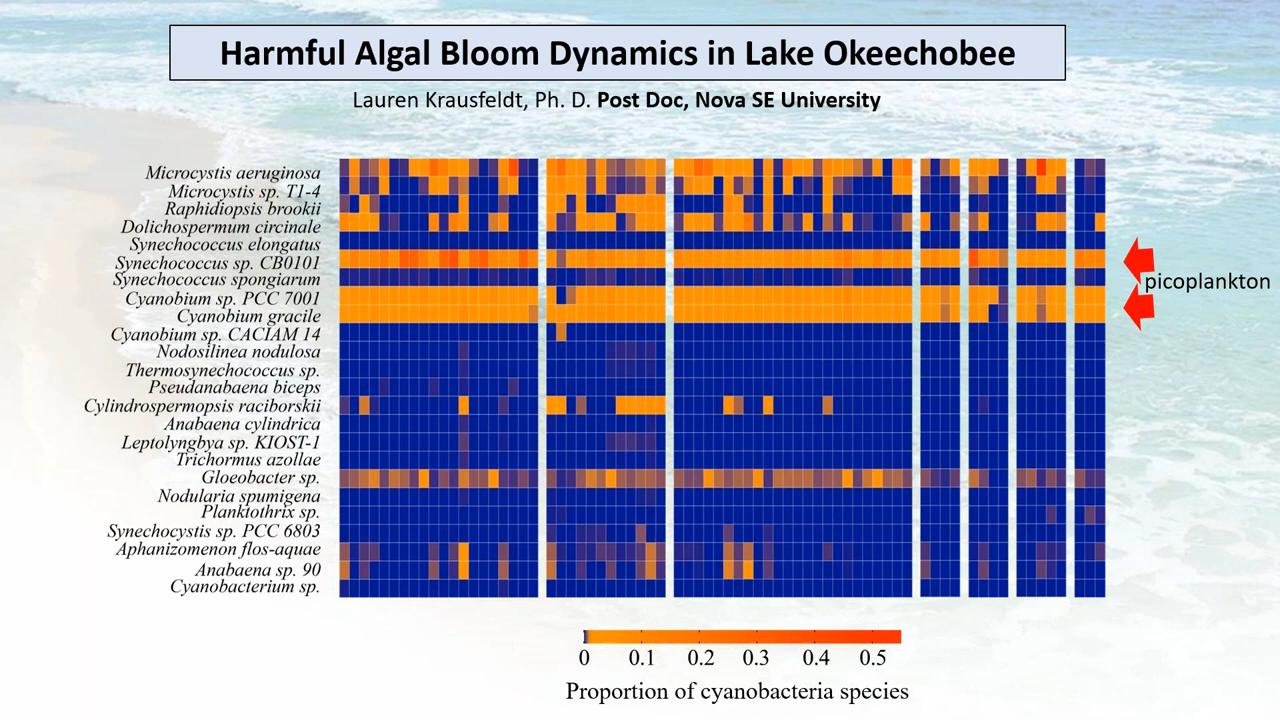 Harmful Algal Bloom Dynamics in Lake Okeechobee
Lauren Krausfeldt, Ph. D. Post Doc, Nova SE University
Microcystis aeruginosa
Microcystis sp. T1-4
Raphidiopsis brookii
Dolichospermum circinale
Synechococcus elongatus
Synechococcus sp. CB0101
Synechococcus spongiarum
Cyanobium sp. PCC 7001
Cyanobium gracile
Cyanobium sp. CACIAM 14
Nodosilinea nodulosa
Thermosynechococcus sp.
Pseudanabaena biceps
Cylindrospermopsis raciborskii
Anabaena cylindrica
Leptolyngbya sp. KIOST-1
Trichormus azollae
Gloeobacter sp.
Nodularia spumigena
Planktothrix sp.
Synechocystis sp. PCC 6803
Aphanizomenon flos-aquae
Anabaena sp. 90
Cyanobacterium sp.
picoplankton
0 0.1 0.2 0.3 0.4 0.5
Proportion of cyanobacteria species